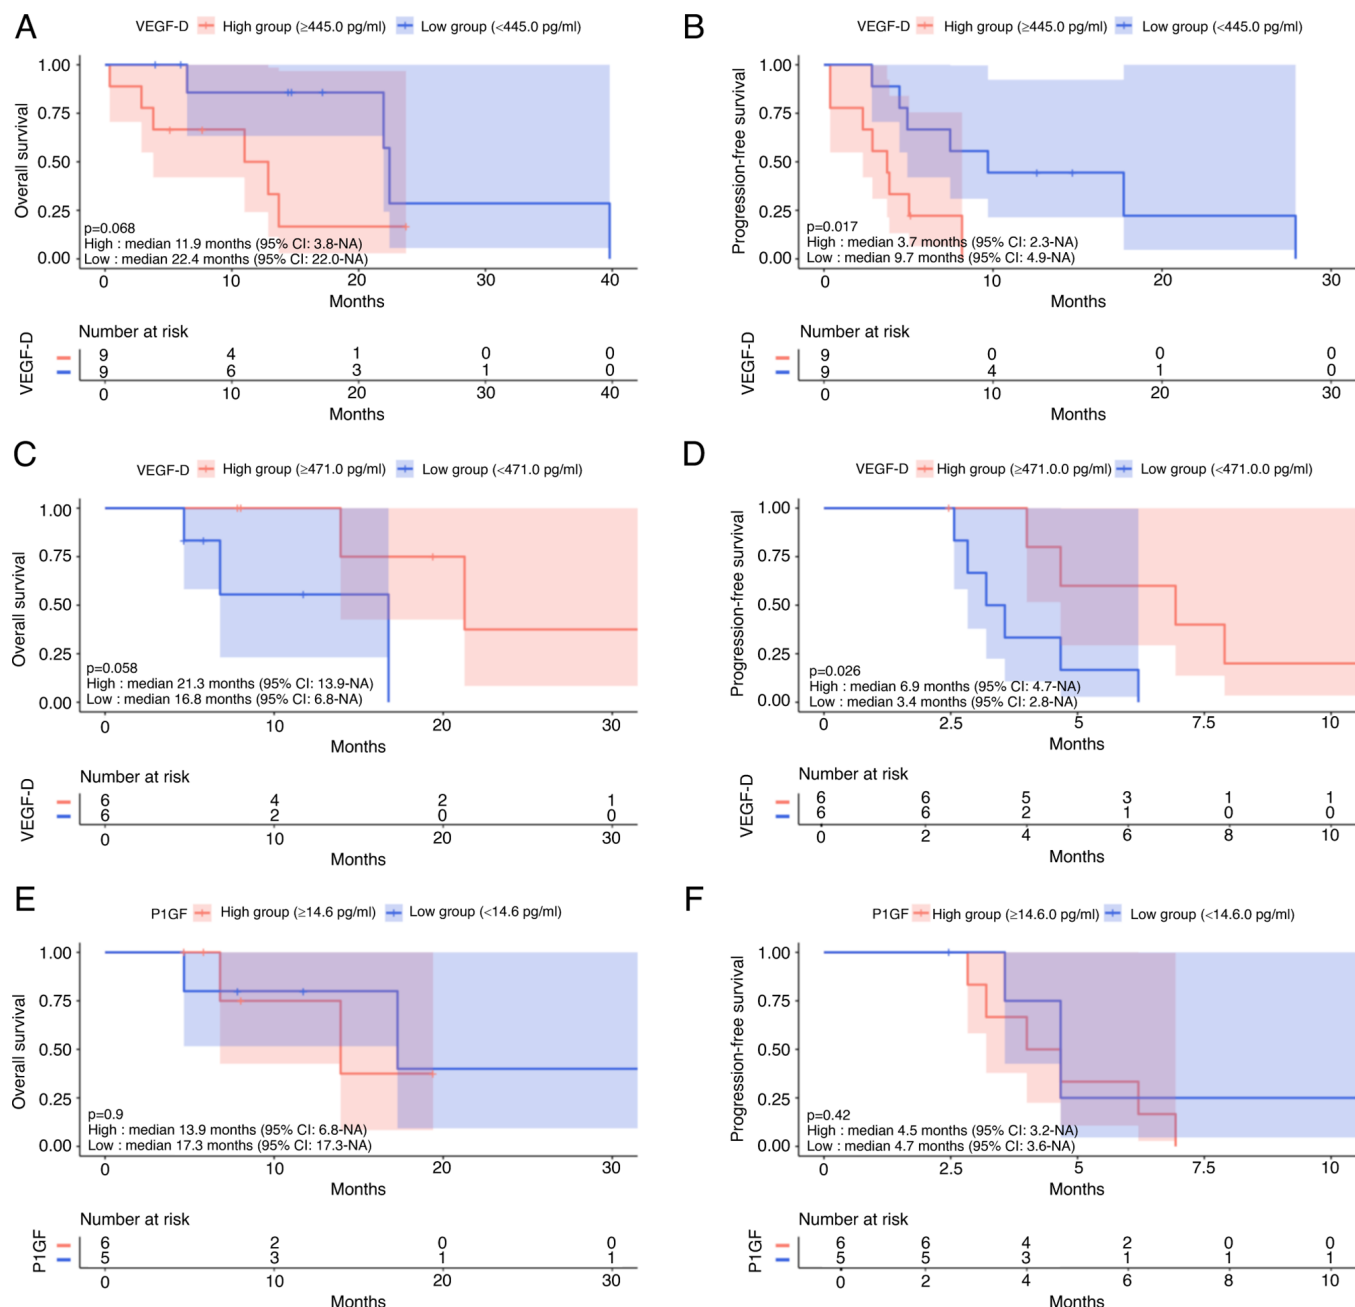 A
VEGF-D High group (≥445.0 pg/ml) Low group (<445.0 pg/ml)
Overall survival
1.00
0.75
0.50
0.25
0.00
p=0.068
High : median 11.9 months (95% CI: 3.8-NA)
Low : median 22.4 months (95% CI: 22.0-NA)
0 10 20 30 40
Months
Number at risk
VEGF-D
9 4 1 0 0
9 6 3 1 0
0 10 20 30 40
Months
B
VEGF-D High group (≥445.0 pg/ml) Low group (<445.0 pg/ml)
Progression-free survival
1.00
0.75
0.50
0.25
0.00
p=0.017
High : median 3.7 months (95% CI: 2.3-NA)
Low : median 9.7 months (95% CI: 4.9-NA)
0 10 20 30
Months
Number at risk
VEGF-D
9 0 0 0
9 4 1 0
0 10 20 30
Months
C
VEGF-D High group (≥471.0 pg/ml) Low group (<471.0 pg/ml)
Overall survival
1.00
0.75
0.50
0.25
0.00
p=0.058
High : median 21.3 months (95% CI: 13.9-NA)
Low : median 16.8 months (95% CI: 6.8-NA)
0 10 20 30
Months
Number at risk
VEGF-D
6 4 2 1
6 2 0 0
0 10 20 30
Months
D
VEGF-D High group (≥471.0.0 pg/ml) Low group (<471.0.0 pg/ml)
Progression-free survival
1.00
0.75
0.50
0.25
0.00
p=0.026
High : median 6.9 months (95% CI: 4.7-NA)
Low : median 3.4 months (95% CI: 2.8-NA)
0 2.5 5 7.5 10
Months
Number at risk
VEGF-D
6 6 5 3 1 1
6 6 2 1 0 0
0 2 4 6 8 10
Months
E
P1GF High group (≥14.6 pg/ml) Low group (<14.6 pg/ml)
Overall survival
1.00
0.75
0.50
0.25
0.00
p=0.9
High : median 13.9 months (95% CI: 6.8-NA)
Low : median 17.3 months (95% CI: 17.3-NA)
0 10 20 30
Months
Number at risk
P1GF
6 2 0 0
5 3 1 1
0 10 20 30
Months
F
P1GF High group (≥14.6.0 pg/ml) Low group (<14.6.0 pg/ml)
Progression-free survival
1.00
0.75
0.50
0.25
0.00
p=0.42
High : median 4.5 months (95% CI: 3.2-NA)
Low : median 4.7 months (95% CI: 3.6-NA)
0 2.5 5 7.5 10
Months
Number at risk
P1GF
6 6 4 2 0 0
5 5 3 1 1 1
0 2 4 6 8 10
Months